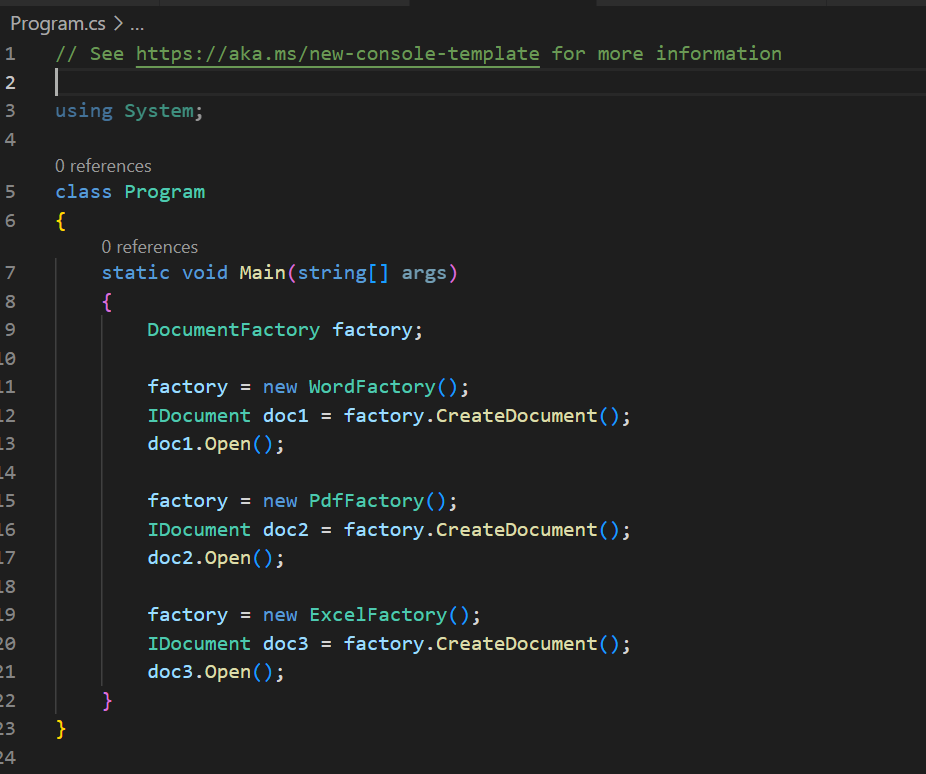 Program.cs > ...
1 // See https://aka.ms/new-console-template for more information
2
3 using System;
4
0 references
5 class Program
6 {
0 references
7 static void Main(string[] args)
8 {
9 DocumentFactory factory;
10
11 factory = new WordFactory();
12 IDocument doc1 = factory.CreateDocument();
13 doc1.Open();
14
15 factory = new PdfFactory();
16 IDocument doc2 = factory.CreateDocument();
17 doc2.Open();
18
19 factory = new ExcelFactory();
20 IDocument doc3 = factory.CreateDocument();
21 doc3.Open();
22 }
23 }
24